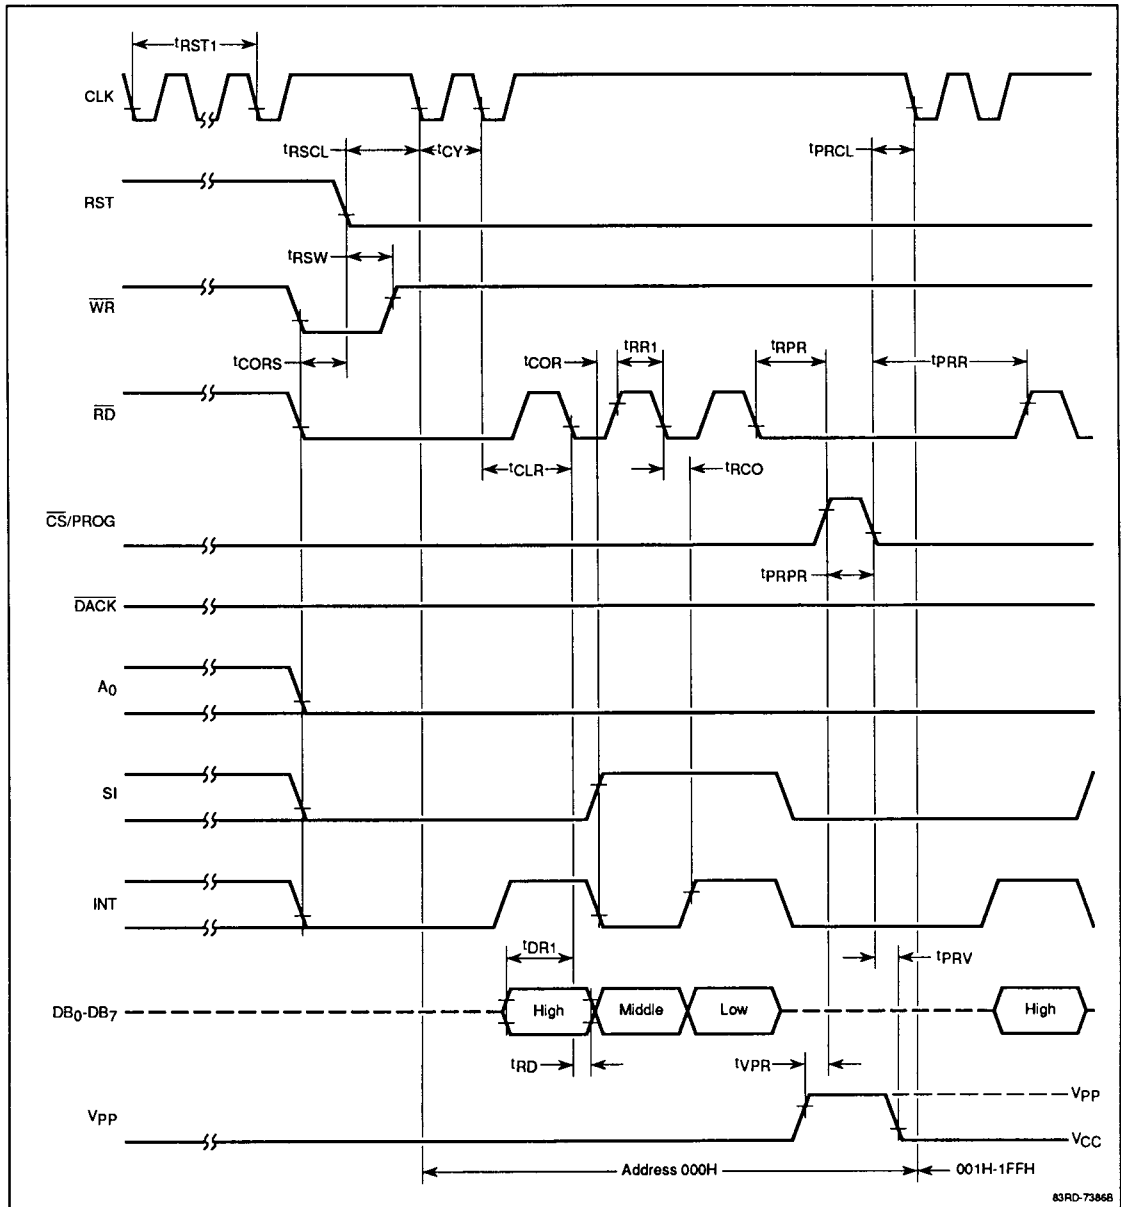 tRST1
CLK
tRSCL
tCY
tPRCL
RST
tRSW
WR
tCORS
tCOR
tRR1
tRPR
tPRR
RD
tCLR
tRCO
CS/PROG
tPRPR
DACK
A0
SI
INT
tDR1
tPRV
DB0-DB7
High
Middle
Low
High
tRD
tVPR
VPP
VPP
VCC
Address 000H
001H-1FFH
83RD-7386B